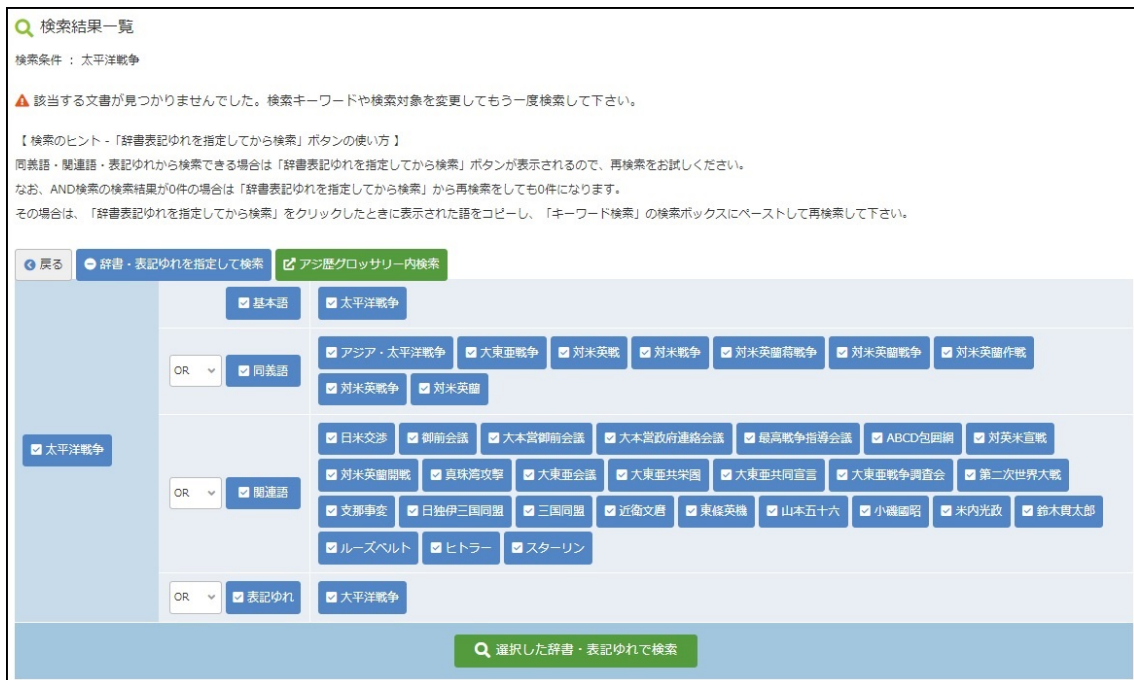 検索結果一覧
検索条件 : 太平洋戦争
該当する文書が見つかりませんでした。検索キーワードや検索対象を変更してもう一度検索して下さい。
【 検索のヒント -「辞書表記ゆれを指定してから検索」ボタンの使い方 】
同義語・関連語・表記ゆれから検索できる場合は「辞書表記ゆれを指定してから検索」ボタンが表示されるので、再検索をお試しください。
なお、AND検索の検索結果が0件の場合は「辞書表記ゆれを指定してから検索」から再検索をしても0件になります。
その場合は、「辞書表記ゆれを指定してから検索」をクリックしたときに表示された語をコピーし、「キーワード検索」の検索ボックスにペーストして再検索して下さい。
戻る 辞書・表記ゆれを指定して検索 アジ歴グロッサリー内検索
基本語 太平洋戦争
OR 同義語 アジア・太平洋戦争 大東亜戦争 対米英戦 対米戦争 対米英蘭蒋戦争 対米英蘭戦争 対米英蘭作戦
対米英戦争 対米英蘭
太平洋戦争
OR 関連語 日米交渉 御前会議 大本営御前会議 大本営政府連絡会議 最高戦争指導会議 ABCD包囲網 対英米宣戦
対米英蘭開戦 真珠湾攻撃 大東亜会議 大東亜共栄圏 大東亜共同宣言 大東亜戦争調査会 第二次世界大戦
支那事変 日独伊三国同盟 三国同盟 近衛文麿 東條英機 山本五十六 小磯國昭 米内光政 鈴木貫太郎
ルーズベルト ヒトラー スターリン
OR 表記ゆれ 大平洋戦争
選択した辞書・表記ゆれで検索